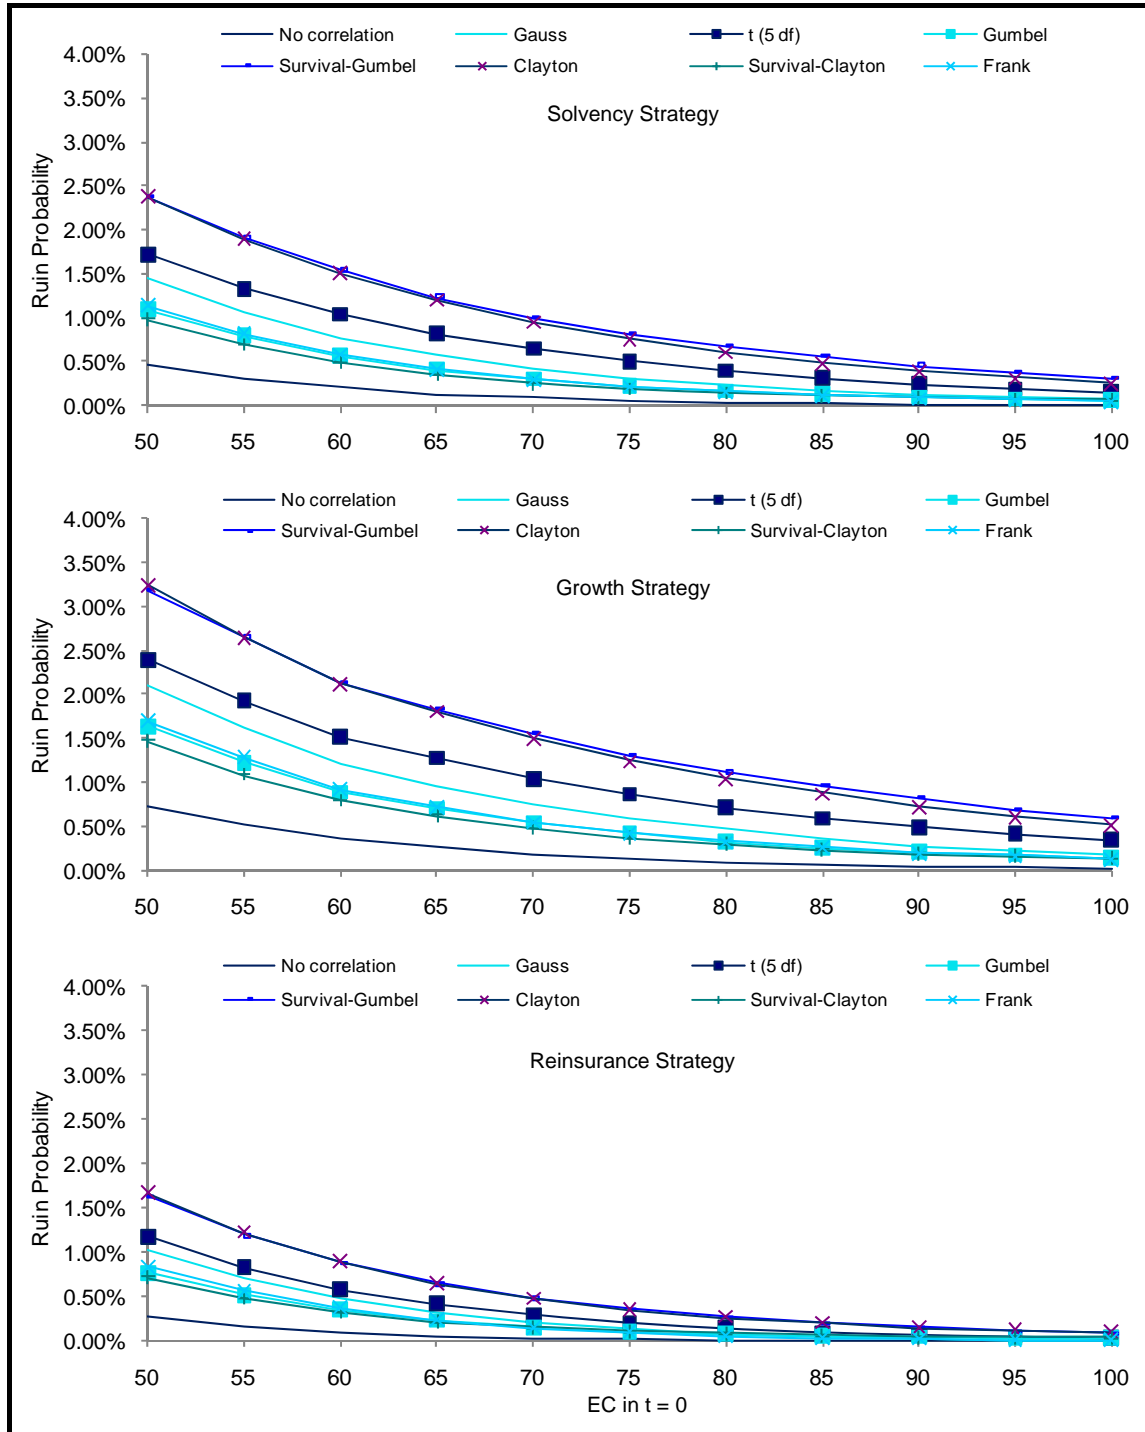 No correlation Gauss t (5 df) Gumbel
Survival-Gumbel Clayton Survival-Clayton Frank
Solvency Strategy
Ruin Probability
4.00%
3.50%
3.00%
2.50%
2.00%
1.50%
1.00%
0.50%
0.00%
50 55 60 65 70 75 80 85 90 95 100
No correlation Gauss t (5 df) Gumbel
Survival-Gumbel Clayton Survival-Clayton Frank
Growth Strategy
Ruin Probability
4.00%
3.50%
3.00%
2.50%
2.00%
1.50%
1.00%
0.50%
0.00%
50 55 60 65 70 75 80 85 90 95 100
No correlation Gauss t (5 df) Gumbel
Survival-Gumbel Clayton Survival-Clayton Frank
Reinsurance Strategy
Ruin Probability
4.00%
3.50%
3.00%
2.50%
2.00%
1.50%
1.00%
0.50%
0.00%
50 55 60 65 70 75 80 85 90 95 100
EC in t = 0